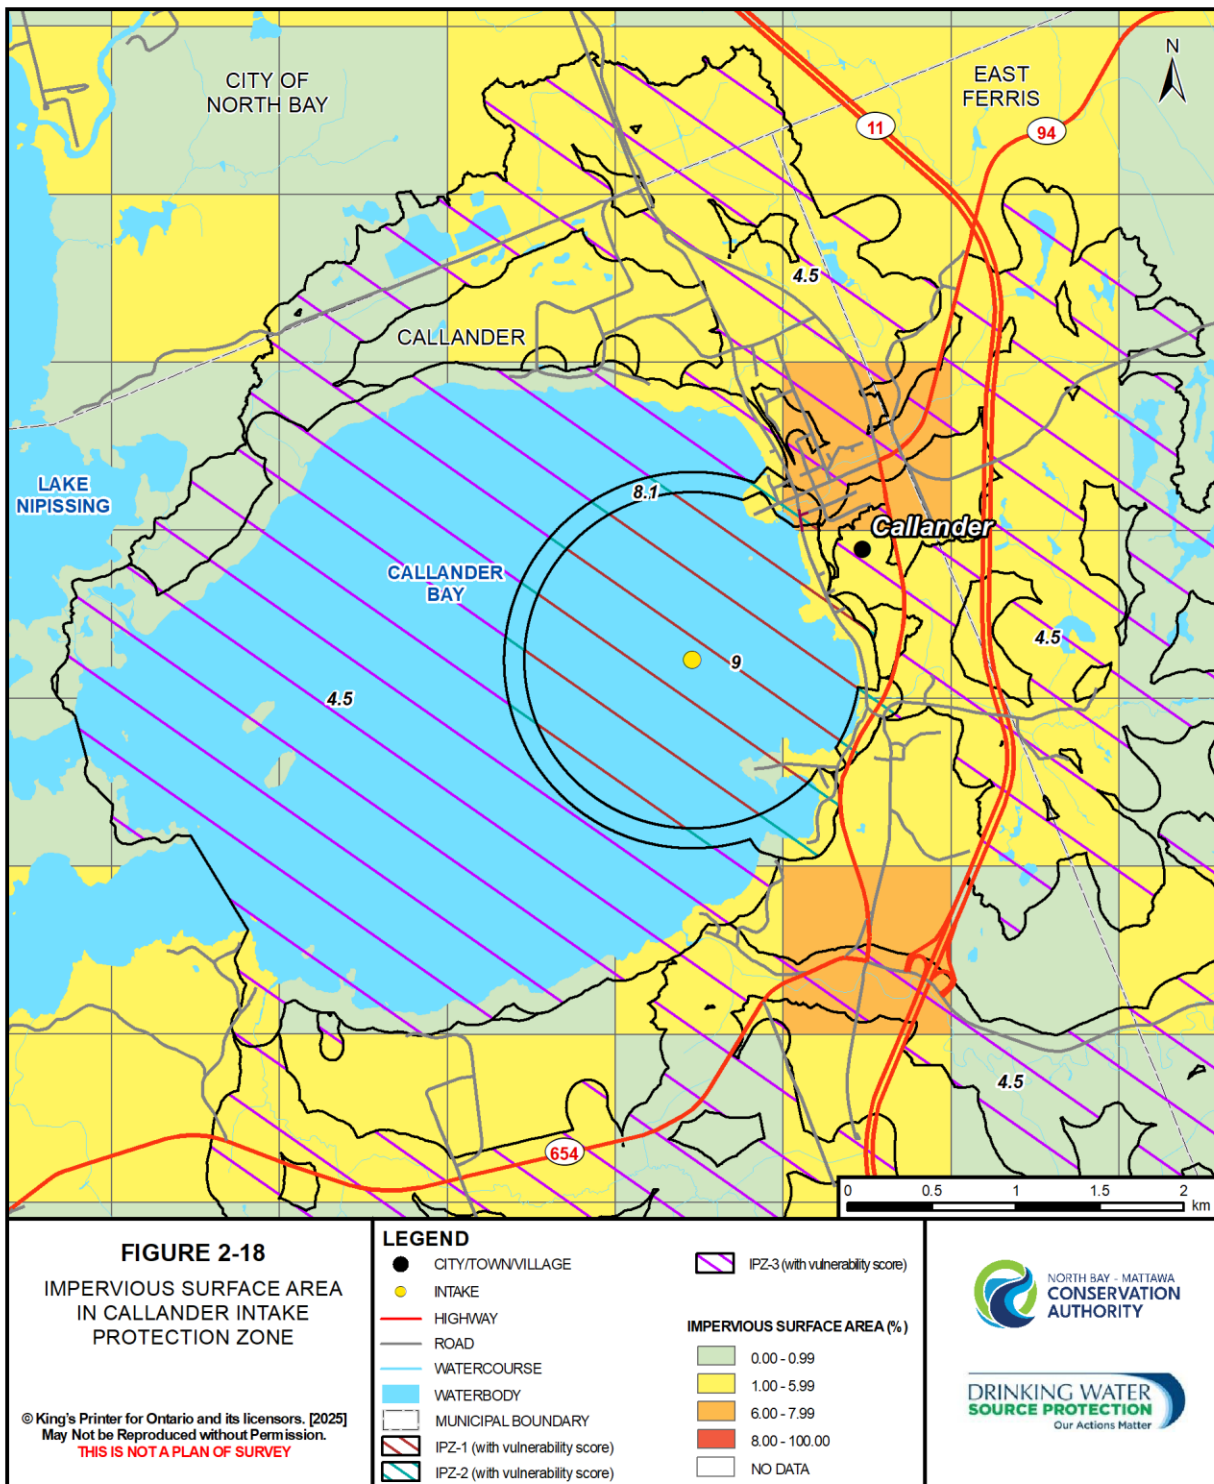 CITY OF
NORTH BAY
EAST
FERRIS
N
11
94
4.5
CALLANDER
LAKE
NIPISSING
8.1
Callander
CALLANDER
BAY
9
4.5
4.5
4.5
654
0 0.5 1 1.5 2
km
FIGURE 2-18
IMPERVIOUS SURFACE AREA
IN CALLANDER INTAKE
PROTECTION ZONE
© King's Printer for Ontario and its licensors. [2025]
May Not be Reproduced without Permission.
THIS IS NOT A PLAN OF SURVEY
LEGEND
CITY/TOWN/VILLAGE
INTAKE
HIGHWAY
ROAD
WATERCOURSE
WATERBODY
MUNICIPAL BOUNDARY
IPZ-1 (with vulnerability score)
IPZ-2 (with vulnerability score)
IPZ-3 (with vulnerability score)
IMPERVIOUS SURFACE AREA (%)
0.00 - 0.99
1.00 - 5.99
6.00 - 7.99
8.00 - 100.00
NO DATA
NORTH BAY - MATTAWA
CONSERVATION
AUTHORITY
DRINKING WATER
SOURCE PROTECTION
Our Actions Matter